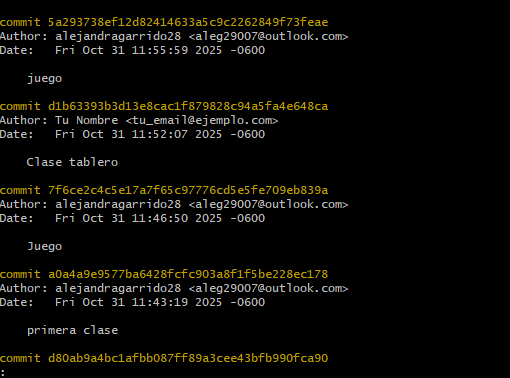 commit 5a293738ef12d82414633a5c9c2262849f73feae
Author: alejandragarrido28 <aleg29007@outlook.com>
Date:   Fri Oct 31 11:55:59 2025 -0600
juego
commit d1b63393b3d13e8cac1f879828c94a5fa4e648ca
Author: Tu Nombre <tu_email@ejemplo.com>
Date:   Fri Oct 31 11:52:07 2025 -0600
Clase tablero
commit 7f6ce2c4c5e17a7f65c97776cd5e5fe709eb839a
Author: alejandragarrido28 <aleg29007@outlook.com>
Date:   Fri Oct 31 11:46:50 2025 -0600
Juego
commit a0a4a9e9577ba6428fcfc903a8f1f5be228ec178
Author: alejandragarrido28 <aleg29007@outlook.com>
Date:   Fri Oct 31 11:43:19 2025 -0600
primera clase
commit d80ab9a4bc1afbb087ff89a3cee43bfb990fca90
: